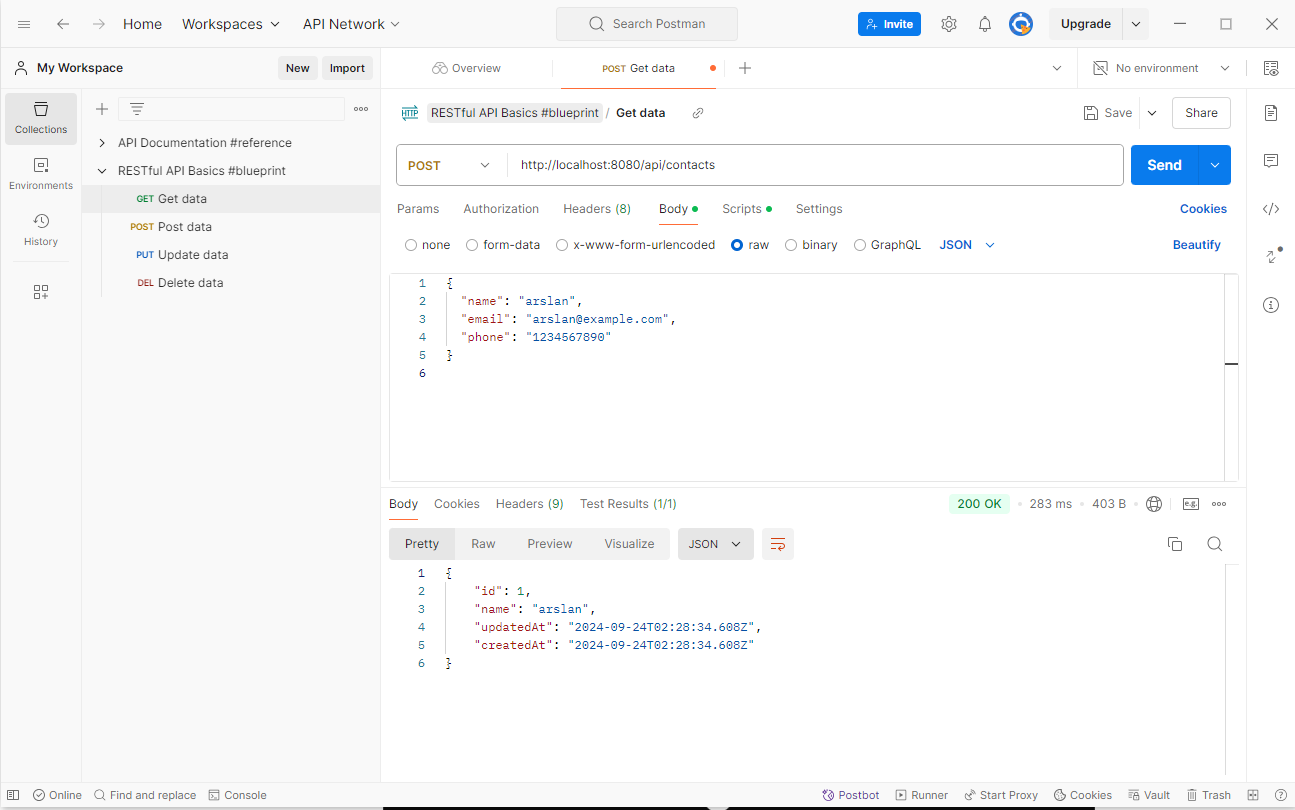 Home Workspaces API Network Search Postman Invite Upgrade
My Workspace New Import Overview POST Get data No environment
Collections
Environments
History
API Documentation #reference
RESTful API Basics #blueprint
GET Get data
POST Post data
PUT Update data
DEL Delete data
HTTP RESTful API Basics #blueprint / Get data Save Share
POST http://localhost:8080/api/contacts Send
Params Authorization Headers (8) Body Scripts Settings Cookies
none form-data x-www-form-urlencoded raw binary GraphQL JSON Beautify
1 {
2 "name": "arslan",
3 "email": "arslan@example.com",
4 "phone": "1234567890"
5 }
6
Body Cookies Headers (9) Test Results (1/1) 200 OK 283 ms 403 B e.g.
Pretty Raw Preview Visualize JSON
1 {
2 "id": 1,
3 "name": "arslan",
4 "updatedAt": "2024-09-24T02:28:34.608Z",
5 "createdAt": "2024-09-24T02:28:34.608Z"
6 }
Online Find and replace Console Postbot Runner Start Proxy Cookies Vault Trash